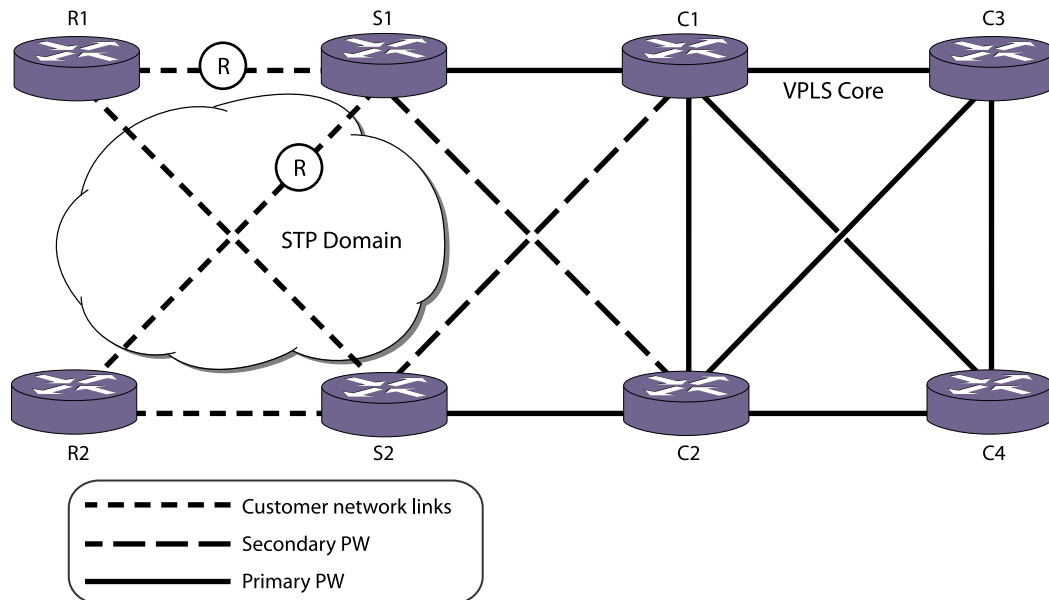 R1
S1
C1
C3
R
VPLS Core
R
STP Domain
R2
S2
C2
C4
Customer network links
Secondary PW
Primary PW